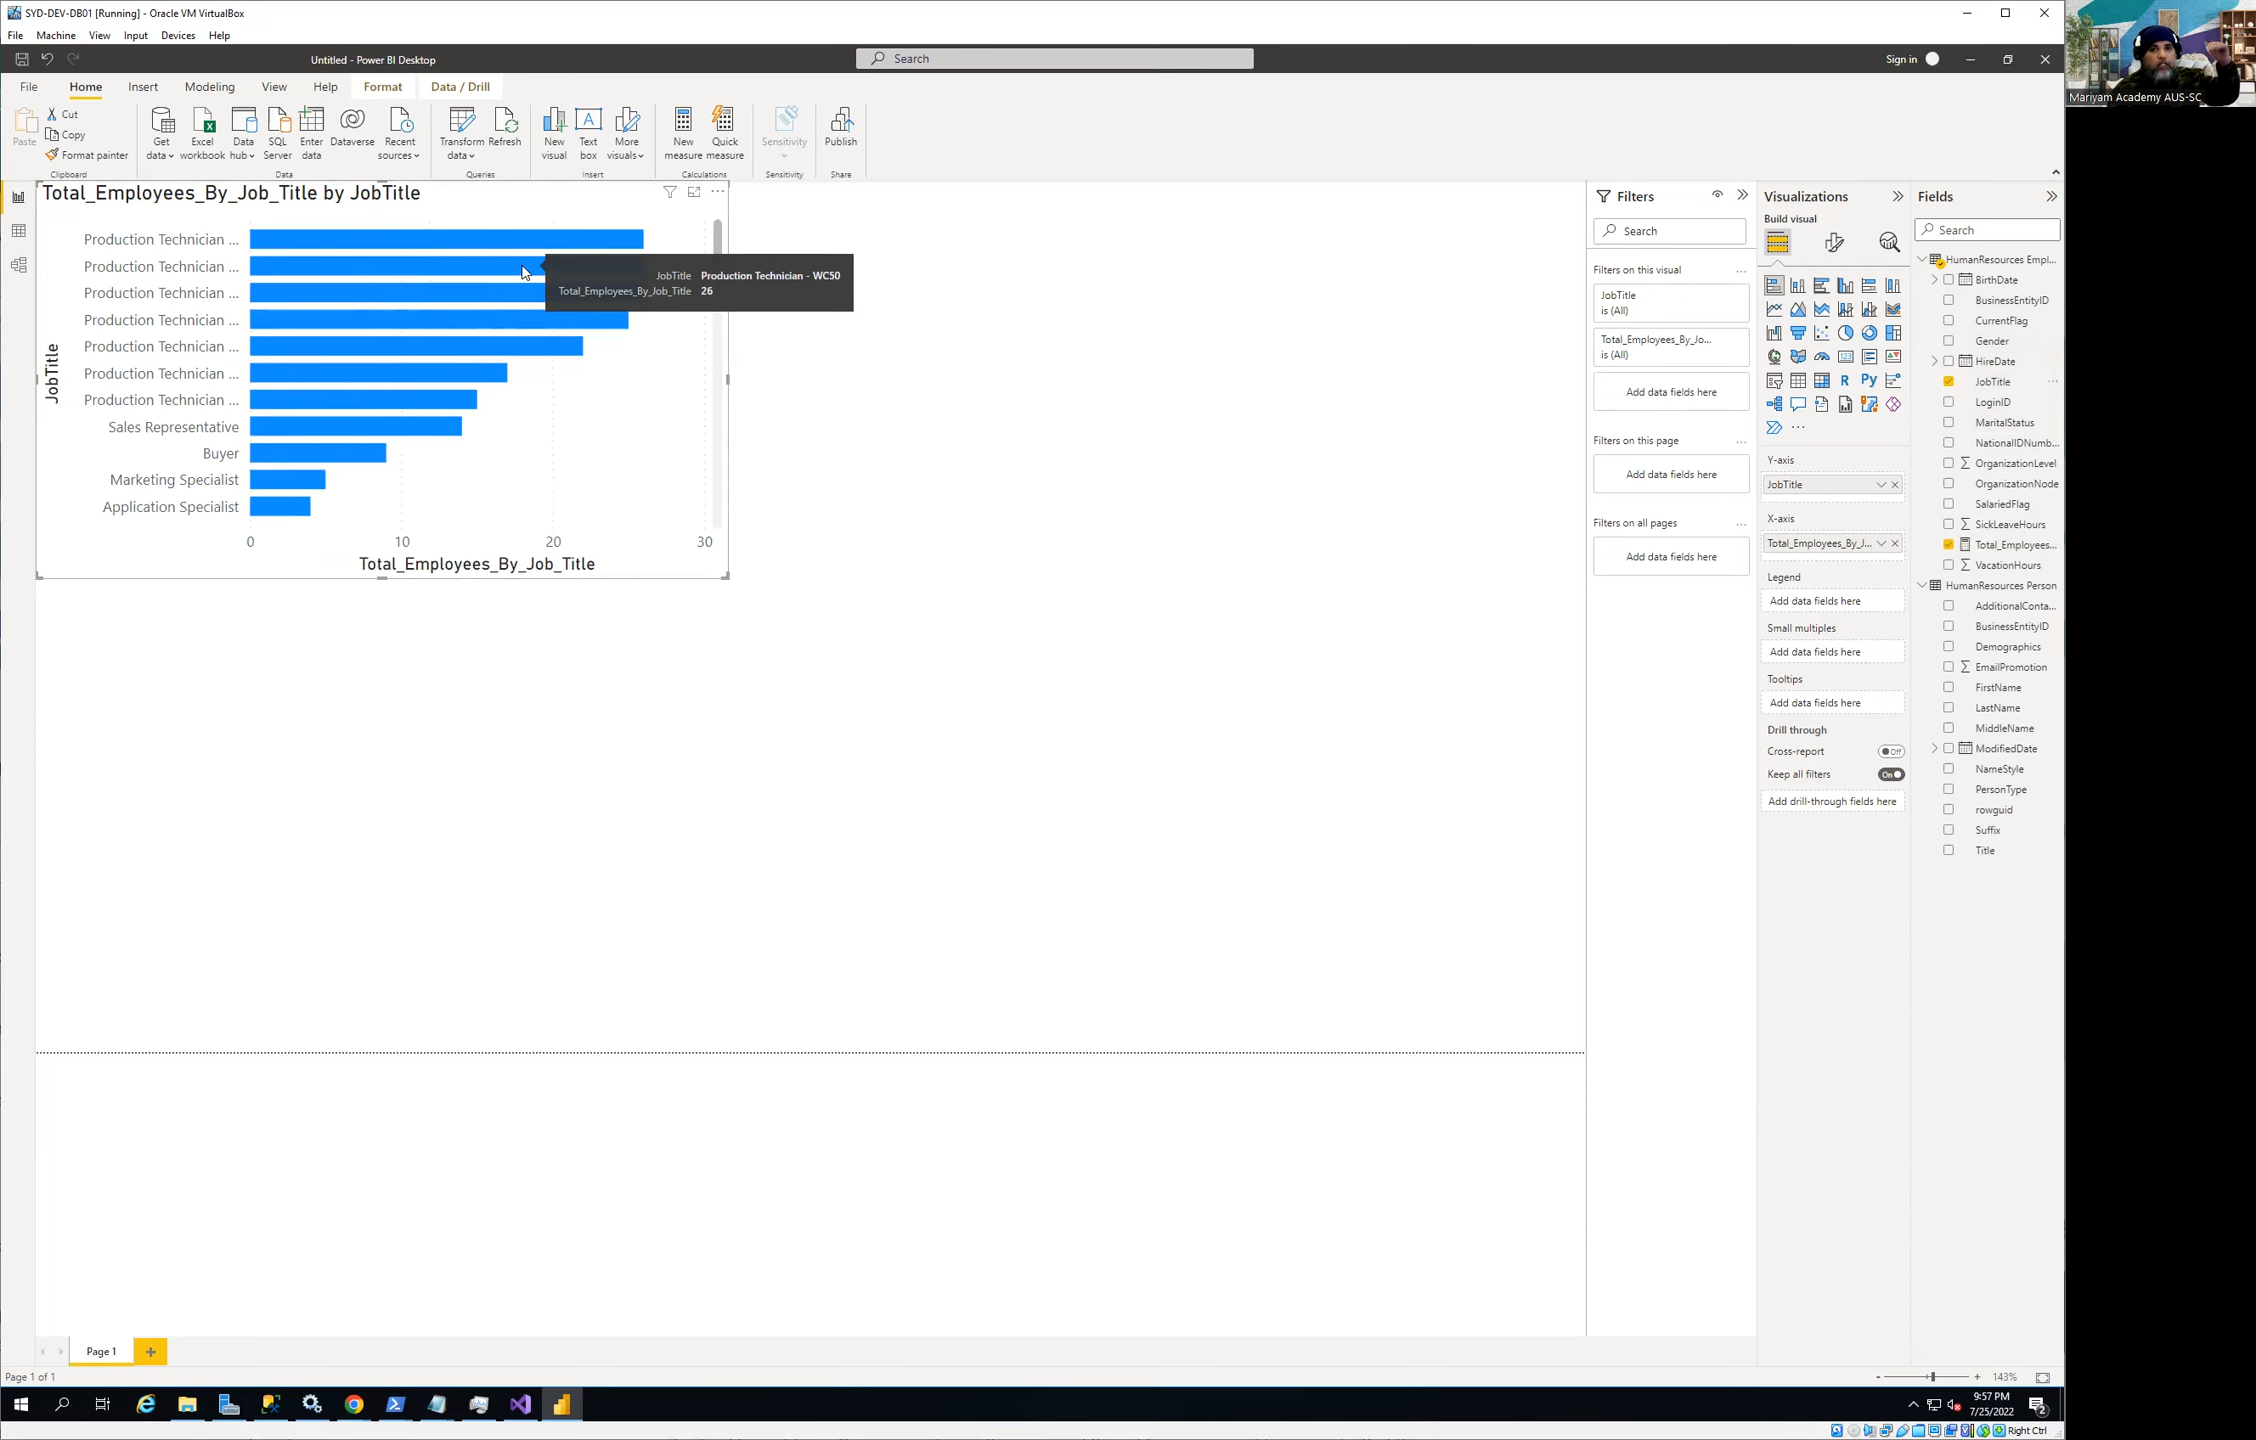 SYD-DEV-DB01 [Running] - Oracle VM VirtualBox
File Machine View Input Devices Help
Untitled - Power BI Desktop
Search
Sign in
Mariyam Academy AUS-SC
File Home Insert Modeling View Help Format Data / Drill
Paste
Cut
Copy
Format painter
Clipboard
Get data
Excel workbook
Data hub
SQL Server
Enter data
Dataverse
Recent sources
Data
Transform data
Refresh
Queries
New visual
Text box
More visuals
Insert
New measure
Quick measure
Calculations
Sensitivity
Sensitivity
Publish
Share
Total_Employees_By_Job_Title by JobTitle
JobTitle
Production Technician ...
Production Technician ...
Production Technician ...
Production Technician ...
Production Technician ...
Production Technician ...
Production Technician ...
Sales Representative
Buyer
Marketing Specialist
Application Specialist
0 10 20 30
Total_Employees_By_Job_Title
JobTitle Production Technician - WC50
Total_Employees_By_Job_Title 26
Filters
Search
Filters on this visual ...
JobTitle
is (All)
Total_Employees_By_Jo...
is (All)
Add data fields here
Filters on this page ...
Add data fields here
Filters on all pages ...
Add data fields here
Visualizations
Build visual
R Py
123
...
Y-axis
JobTitle
X-axis
Total_Employees_By_J...
Legend
Add data fields here
Small multiples
Add data fields here
Tooltips
Add data fields here
Drill through
Cross-report Off
Keep all filters On
Add drill-through fields here
Fields
Search
HumanResources Empl...
BirthDate
BusinessEntityID
CurrentFlag
Gender
HireDate
JobTitle ...
LoginID
MaritalStatus
NationalIDNumb...
OrganizationLevel
OrganizationNode
SalariedFlag
SickLeaveHours
Total_Employees...
VacationHours
HumanResources Person
AdditionalConta...
BusinessEntityID
Demographics
EmailPromotion
FirstName
LastName
MiddleName
ModifiedDate
NameStyle
PersonType
rowguid
Suffix
Title
Page 1
Page 1 of 1
143%
9:57 PM
7/25/2022
2
Right Ctrl